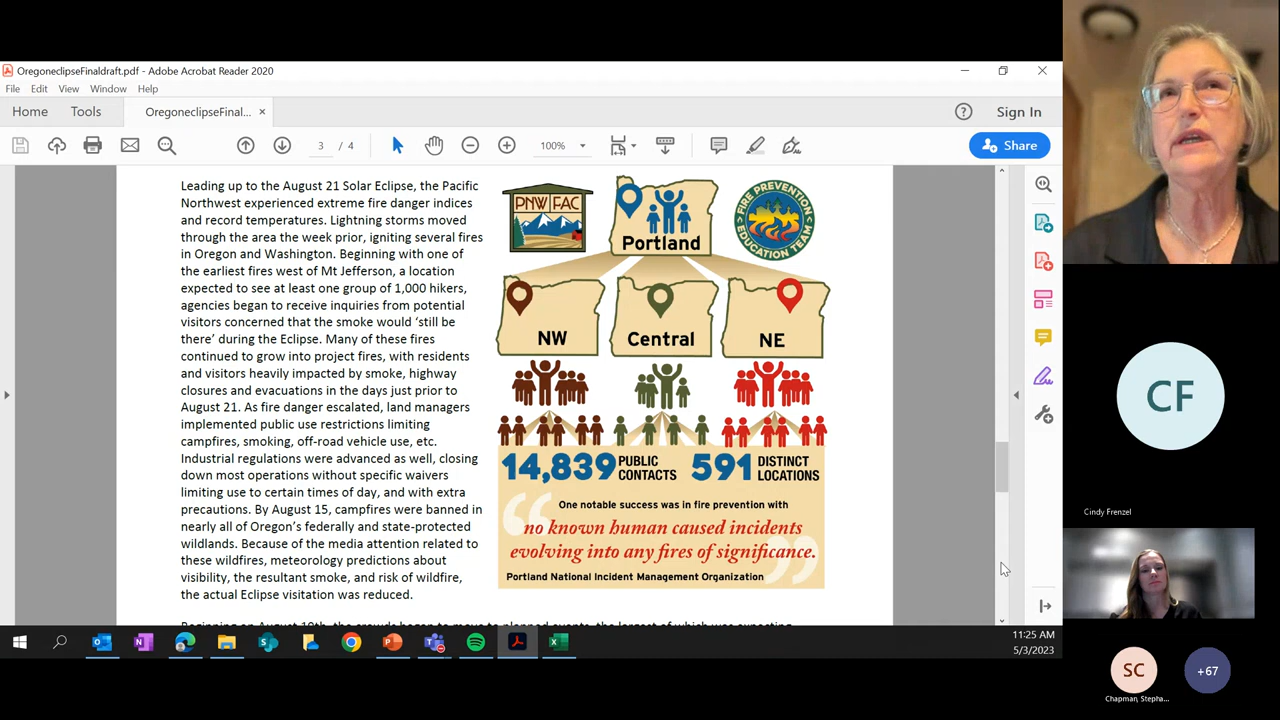 OregoneclipseFinaldraft.pdf - Adobe Acrobat Reader 2020
File Edit View Window Help
Home Tools OregoneclipseFinal... × Sign In
3 / 4 100% Share
Leading up to the August 21 Solar Eclipse, the Pacific
Northwest experienced extreme fire danger indices
and record temperatures. Lightning storms moved
through the area the week prior, igniting several fires
in Oregon and Washington. Beginning with one of
the earliest fires west of Mt Jefferson, a location
expected to see at least one group of 1,000 hikers,
agencies began to receive inquiries from potential
visitors concerned that the smoke would ‘still be
there’ during the Eclipse. Many of these fires
continued to grow into project fires, with residents
and visitors heavily impacted by smoke, highway
closures and evacuations in the days just prior to
August 21. As fire danger escalated, land managers
implemented public use restrictions limiting
campfires, smoking, off-road vehicle use, etc.
Industrial regulations were advanced as well, closing
down most operations without specific waivers
limiting use to certain times of day, and with extra
precautions. By August 15, campfires were banned in
nearly all of Oregon’s federally and state-protected
wildlands. Because of the media attention related to
these wildfires, meteorology predictions about
visibility, the resultant smoke, and risk of wildfire,
the actual Eclipse visitation was reduced.
PNW FAC
Portland
FIRE PREVENTION
EDUCATION TEAM
NW
Central
NE
14,839 PUBLIC CONTACTS 591 DISTINCT LOCATIONS
One notable success was in fire prevention with
no known human caused incidents
evolving into any fires of significance.
Portland National Incident Management Organization
CF
Cindy Frenzel
SC
Chapman, Stepha...
+67
11:25 AM
5/3/2023